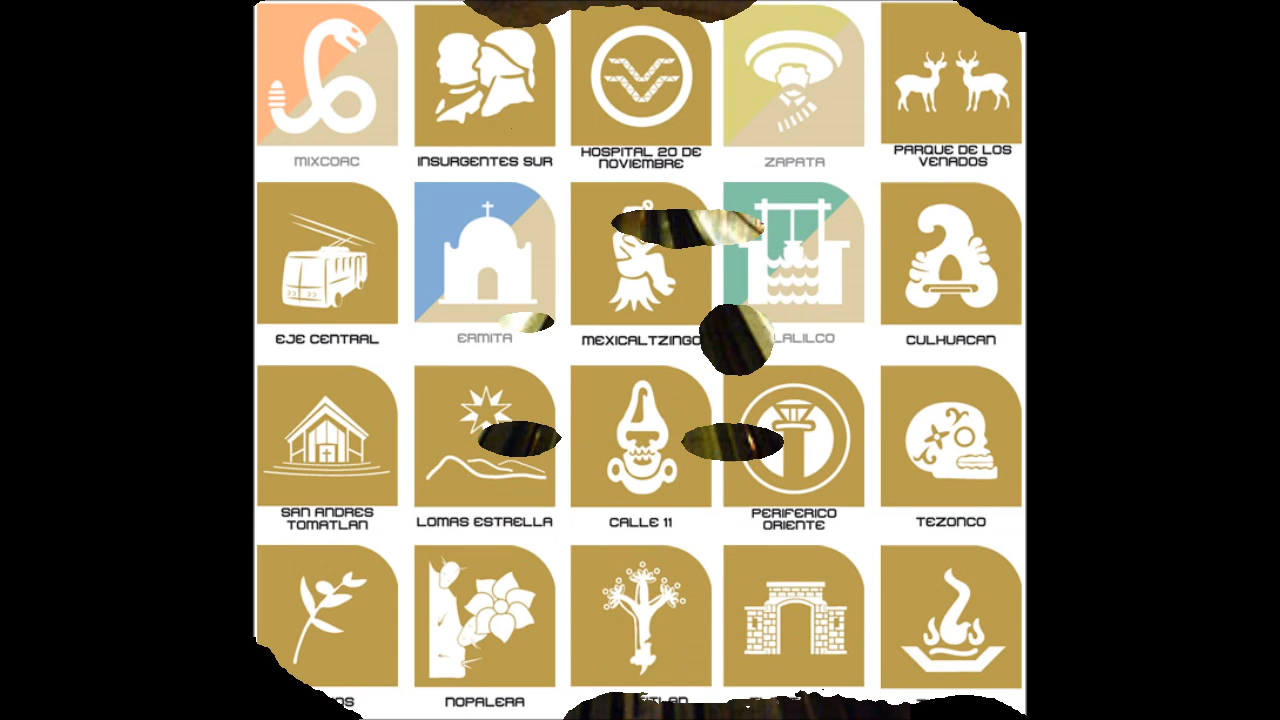 MIXCOAC
INSURGENTES SUR
HOSPITAL 20 DE
NOVIEMBRE
ZAPATA
PARQUE DE LOS
VENADOS
EJE CENTRAL
ERMITA
MEXICALTZINGO
CULHUACAN
SAN ANDRES
TOMATLAN
LOMAS ESTRELLA
CALLE 11
PERIFERICO
ORIENTE
TEZONCO
NOPALERA